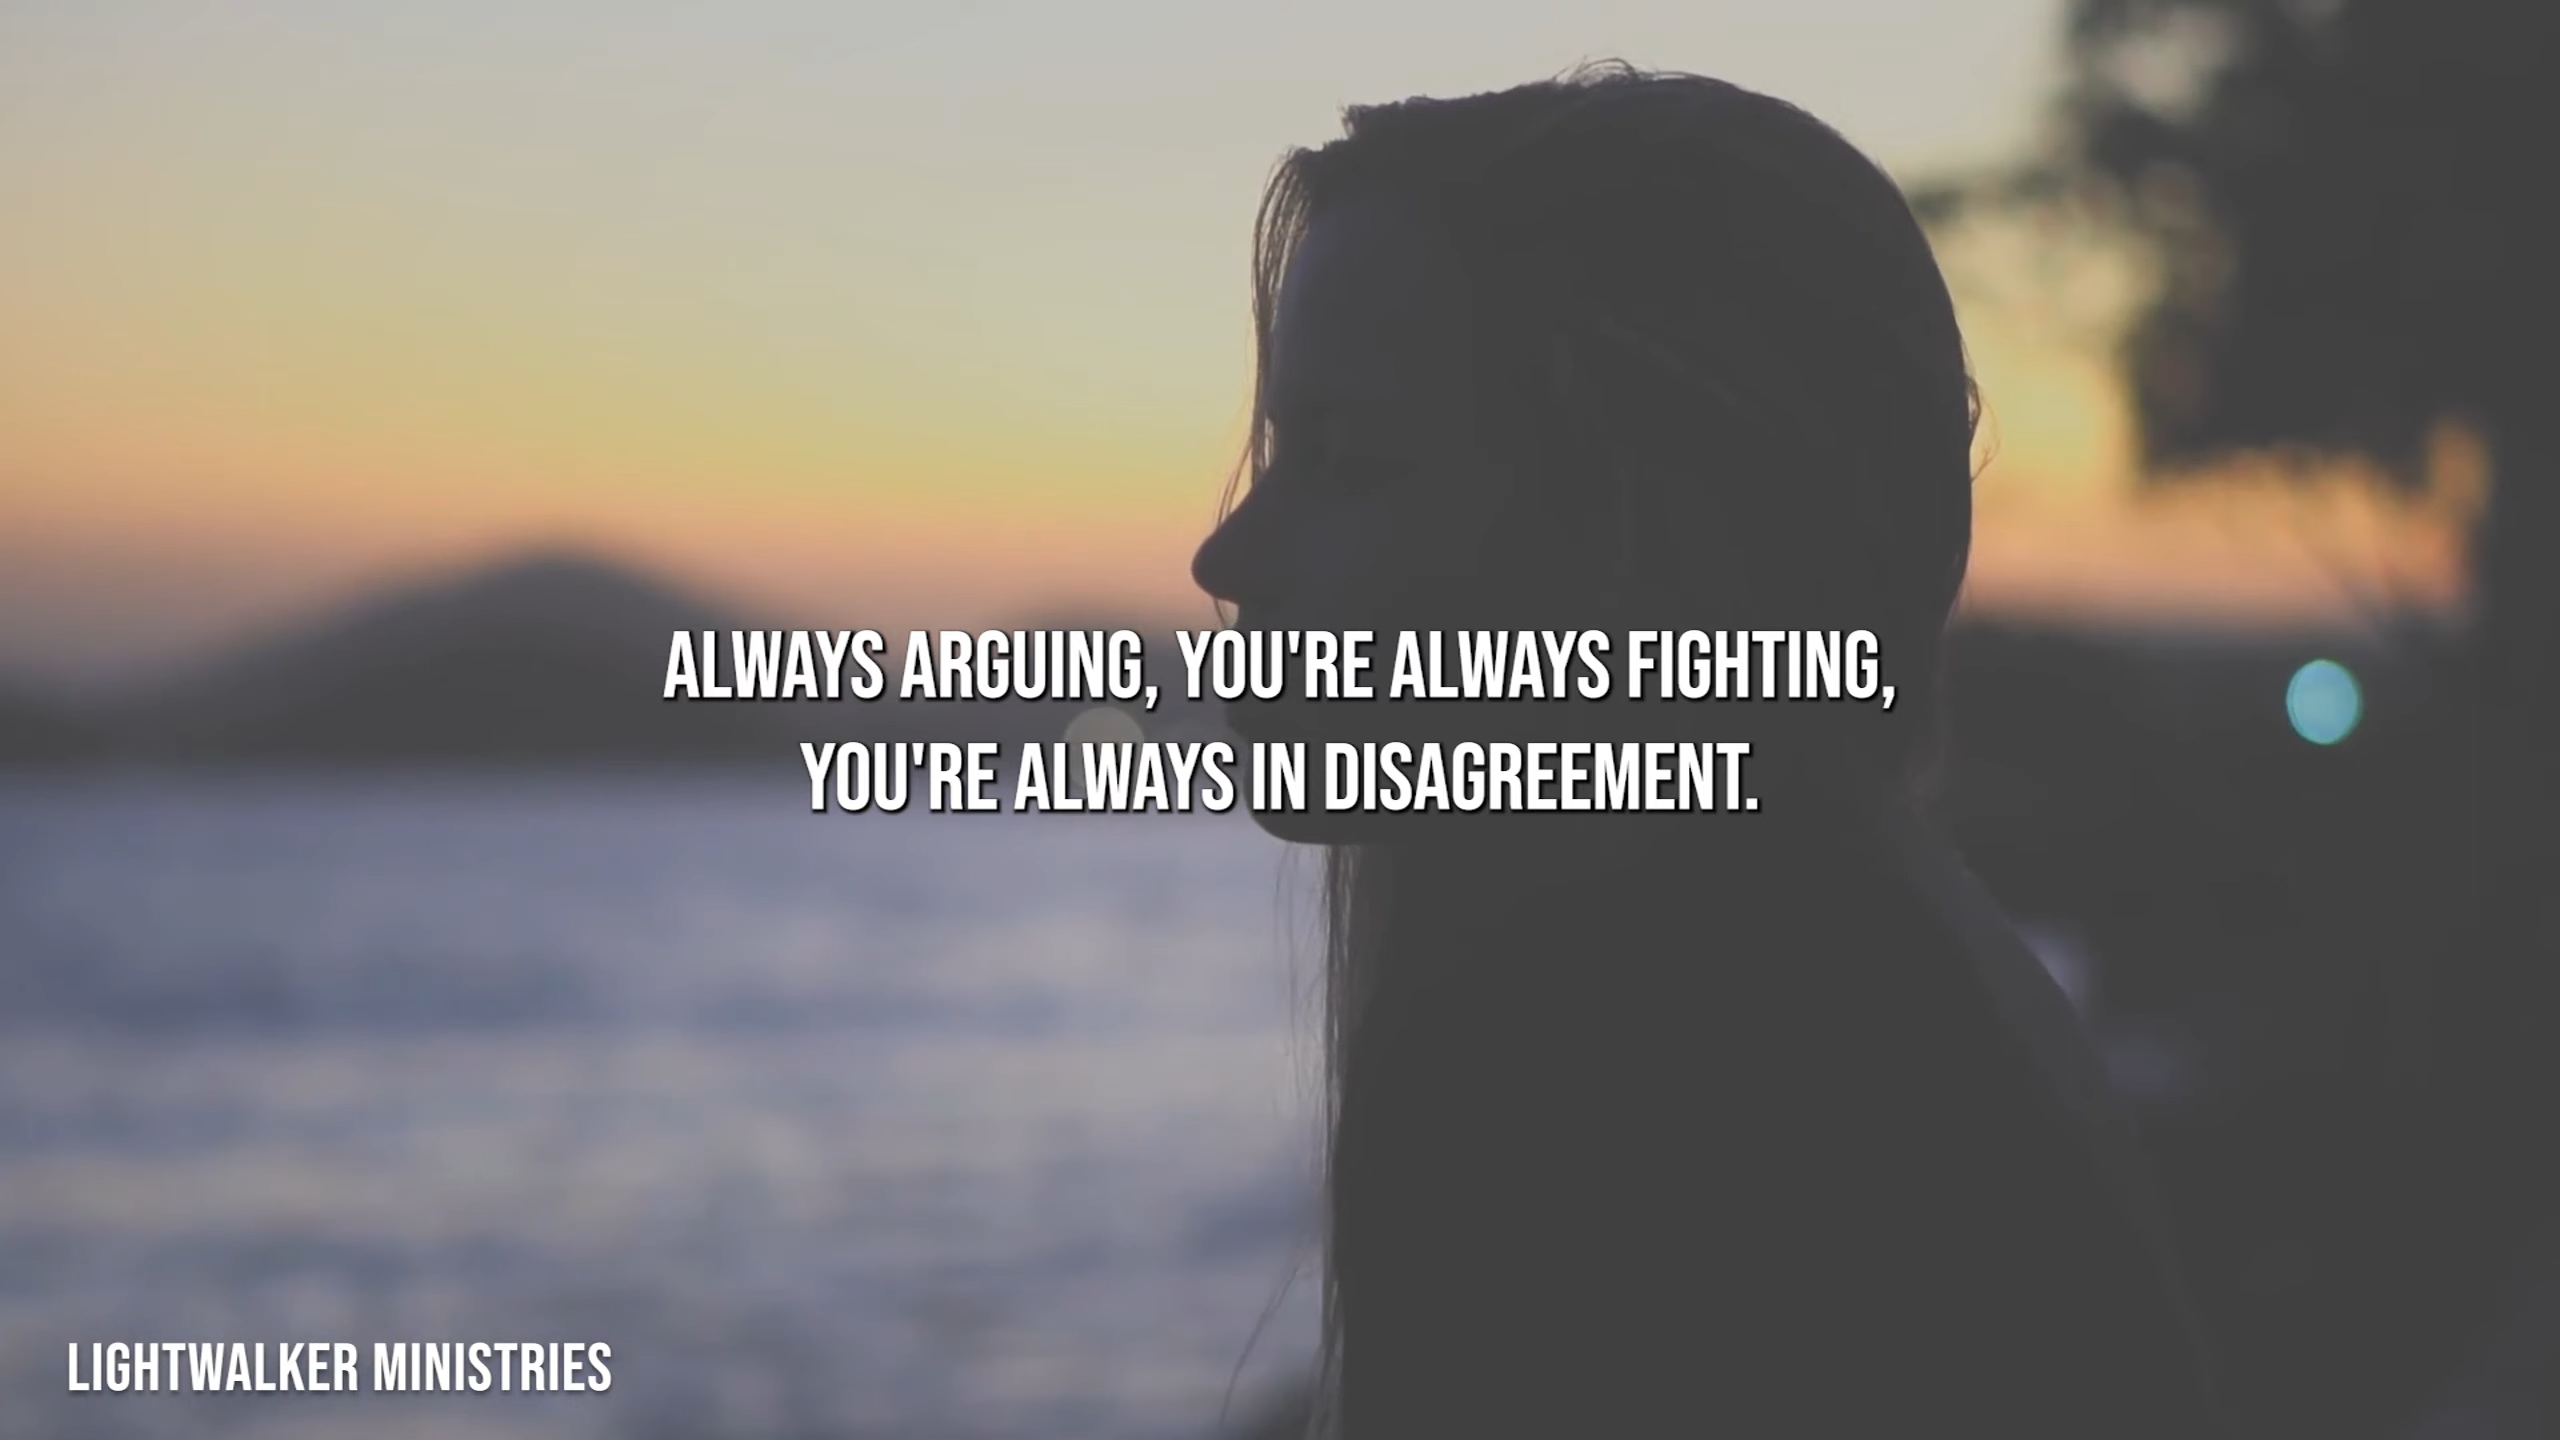 ALWAYS ARGUING, YOU'RE ALWAYS FIGHTING,
YOU'RE ALWAYS IN DISAGREEMENT.
LIGHTWALKER MINISTRIES